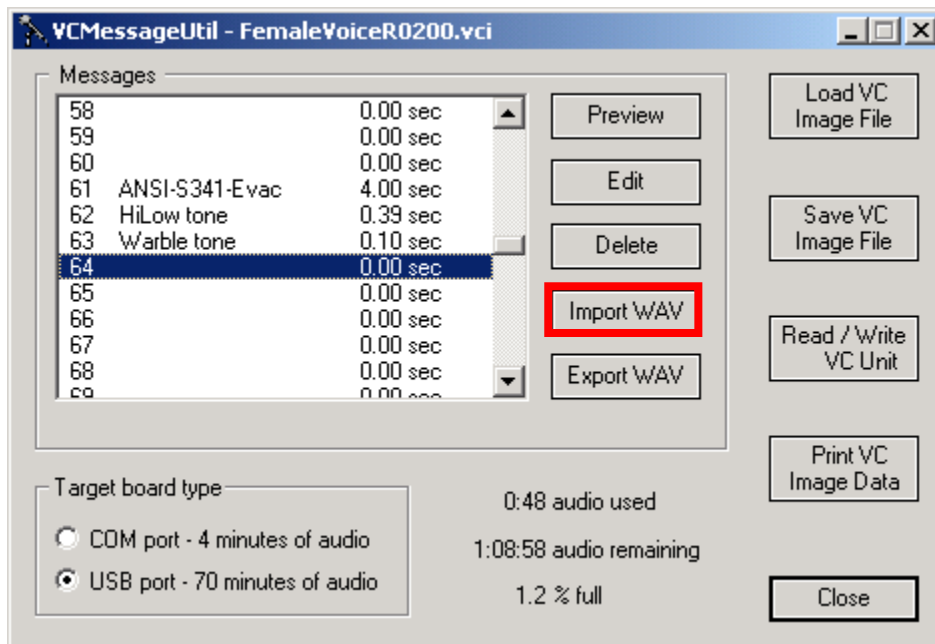 VCMessageUtil - FemaleVoiceR0200.vci
Messages
58 0.00 sec
59 0.00 sec
60 0.00 sec
61 ANSI-S341-Evac 4.00 sec
62 HiLow tone 0.39 sec
63 Warble tone 0.10 sec
64 0.00 sec
65 0.00 sec
66 0.00 sec
67 0.00 sec
68 0.00 sec
Preview
Edit
Delete
Import WAV
Export WAV
Load VC
Image File
Save VC
Image File
Read / Write
VC Unit
Print VC
Image Data
Target board type
COM port - 4 minutes of audio
USB port - 70 minutes of audio
0:48 audio used
1:08:58 audio remaining
1.2 % full
Close